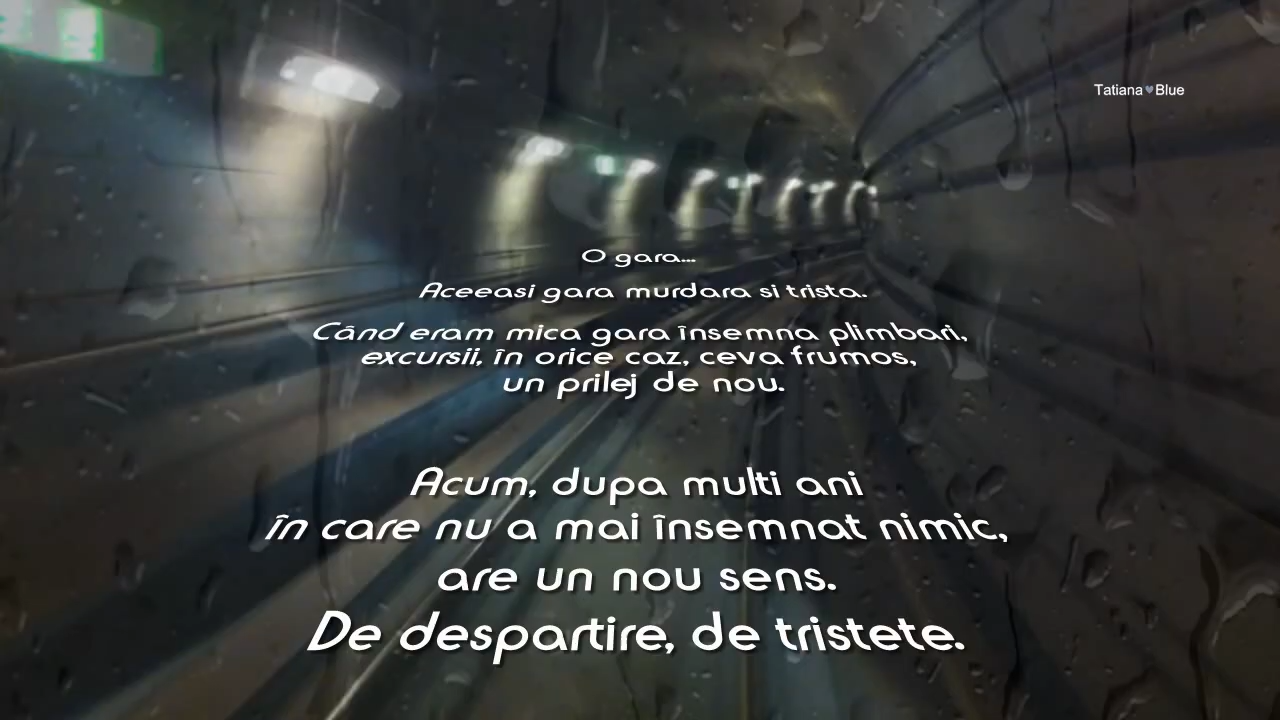 Tatiana♥Blue
O gara...
Aceeasi gara murdara si trista.
Când eram mica gara însemna plimbari,
excursii, în orice caz, ceva frumos,
un prilej de nou.
Acum, dupa multi ani
în care nu a mai însemnat nimic,
are un nou sens.
De despartire, de tristete.